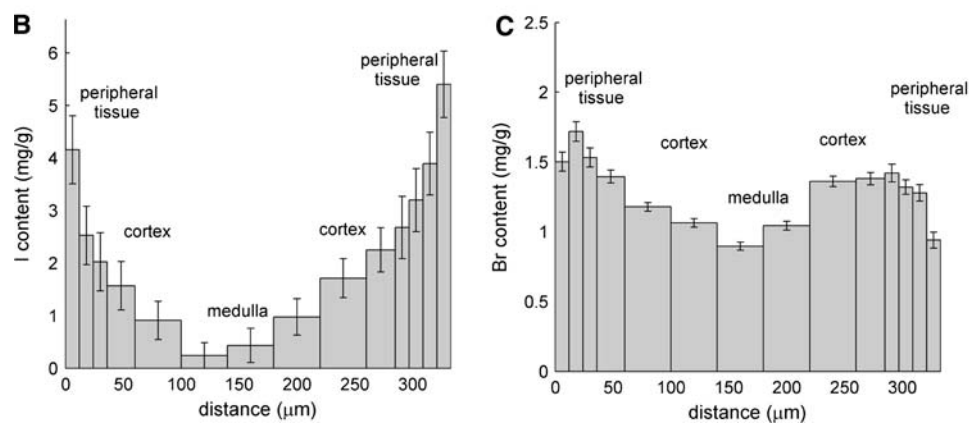 B
I content (mg/g)
6
5
4
3
2
1
0
peripheral
tissue
cortex
medulla
cortex
peripheral
tissue
0 50 100 150 200 250 300
distance (μm)
C
Br content (mg/g)
2.5
2
1.5
1
0.5
0
peripheral
tissue
cortex
medulla
cortex
peripheral
tissue
0 50 100 150 200 250 300
distance (μm)